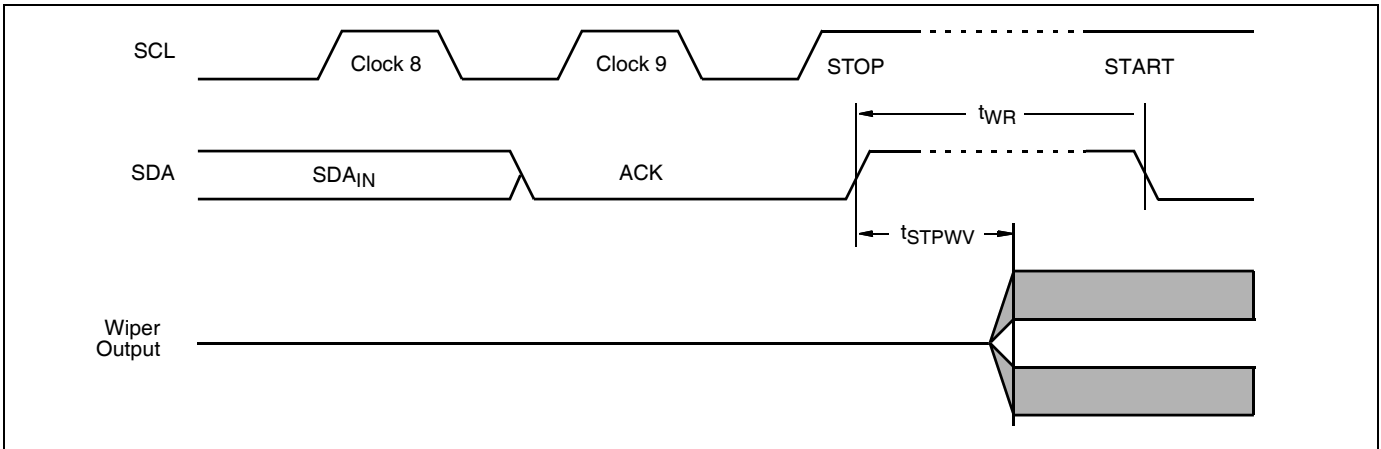 SCL
Clock 8
Clock 9
STOP
START
tWR
SDA
SDAIN
ACK
tSTPWV
Wiper
Output